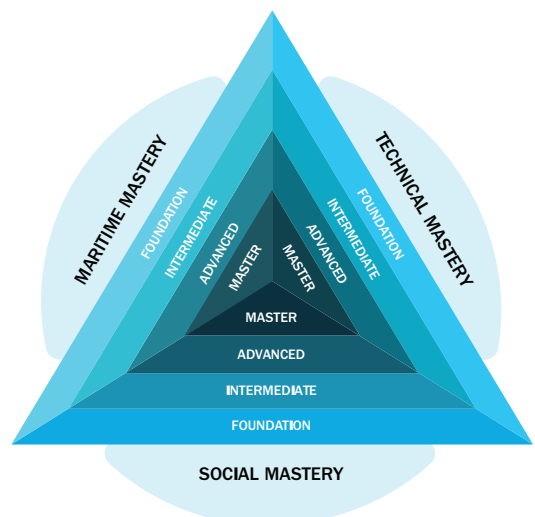 MARITIME MASTERY
FOUNDATION
INTERMEDIATE
ADVANCED
MASTER
TECHNICAL MASTERY
FOUNDATION
INTERMEDIATE
ADVANCED
MASTER
MASTER
ADVANCED
INTERMEDIATE
FOUNDATION
SOCIAL MASTERY